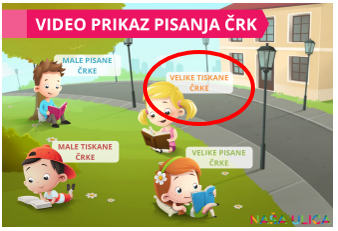 VIDEO PRIKAZ PISANJA ČRK
MALE PISANE
ČRKE
VELIKE TISKANE
ČRKE
MALE TISKANE
ČRKE
VELIKE PISANE
ČRKE
NAŠA ULICA